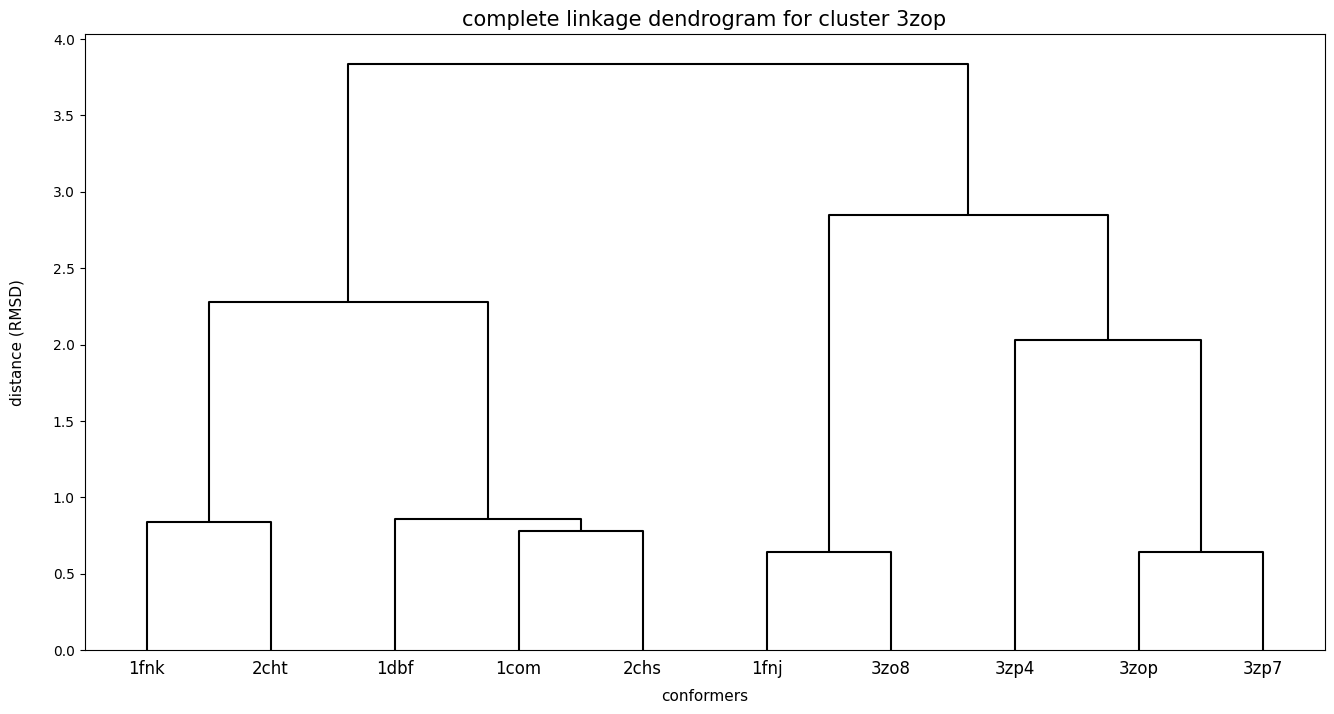 complete linkage dendrogram for cluster 3zop
4.0
3.5
3.0
2.5
2.0
1.5
1.0
0.5
0.0
distance (RMSD)
1fnk 2cht 1dbf 1com 2chs 1fnj 3zo8 3zp4 3zop 3zp7
conformers